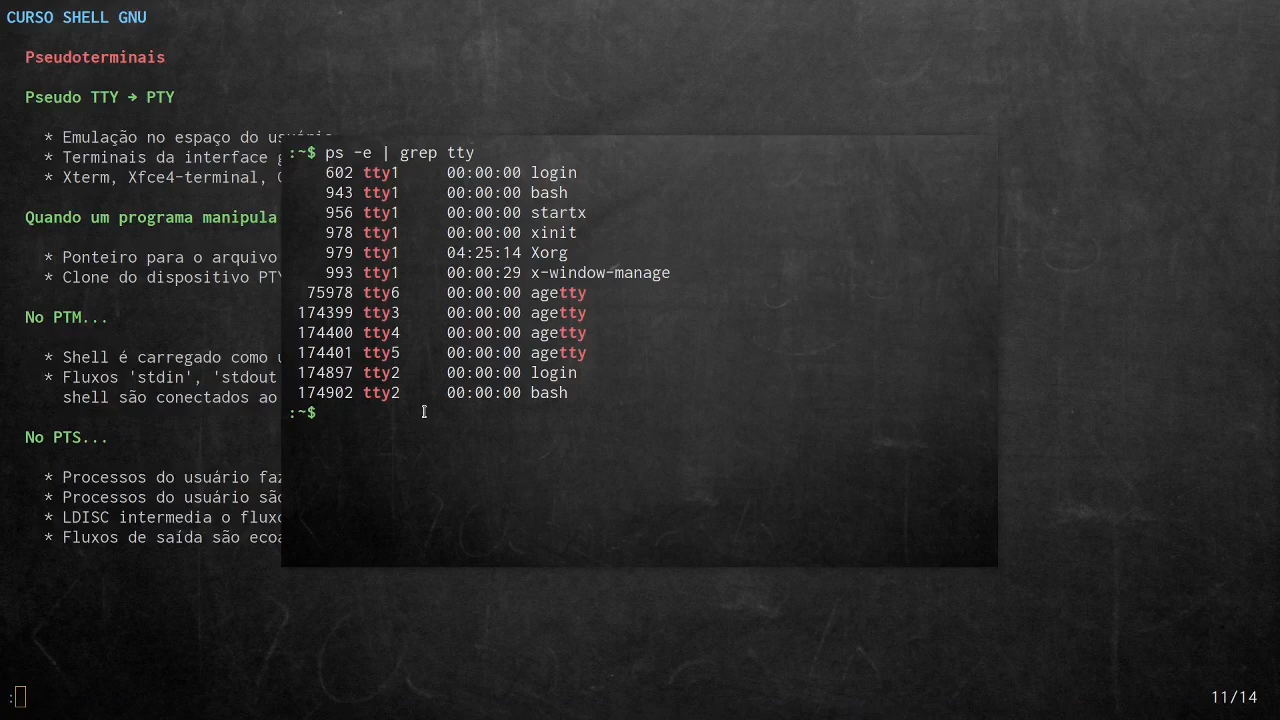 CURSO SHELL GNU
Pseudoterminais
Pseudo TTY → PTY
* Emulação no espaço do usuário
* Terminais da interface
* Xterm, Xfce4-terminal,
Quando um programa manipula
* Ponteiro para o arquivo
* Clone do dispositivo PTY
No PTM...
* Shell é carregado como
* Fluxos 'stdin', 'stdout
shell são conectados ao
No PTS...
* Processos do usuário
* Processos do usuário são
* LDISC intermedia o fluxo
* Fluxos de saída são
:~$ ps -e | grep tty
602 tty1 00:00:00 login
943 tty1 00:00:00 bash
956 tty1 00:00:00 startx
978 tty1 00:00:00 xinit
979 tty1 04:25:14 Xorg
993 tty1 00:00:29 x-window-manage
75978 tty6 00:00:00 agetty
174399 tty3 00:00:00 agetty
174400 tty4 00:00:00 agetty
174401 tty5 00:00:00 agetty
174897 tty2 00:00:00 login
174902 tty2 00:00:00 bash
:~$
:
11/14